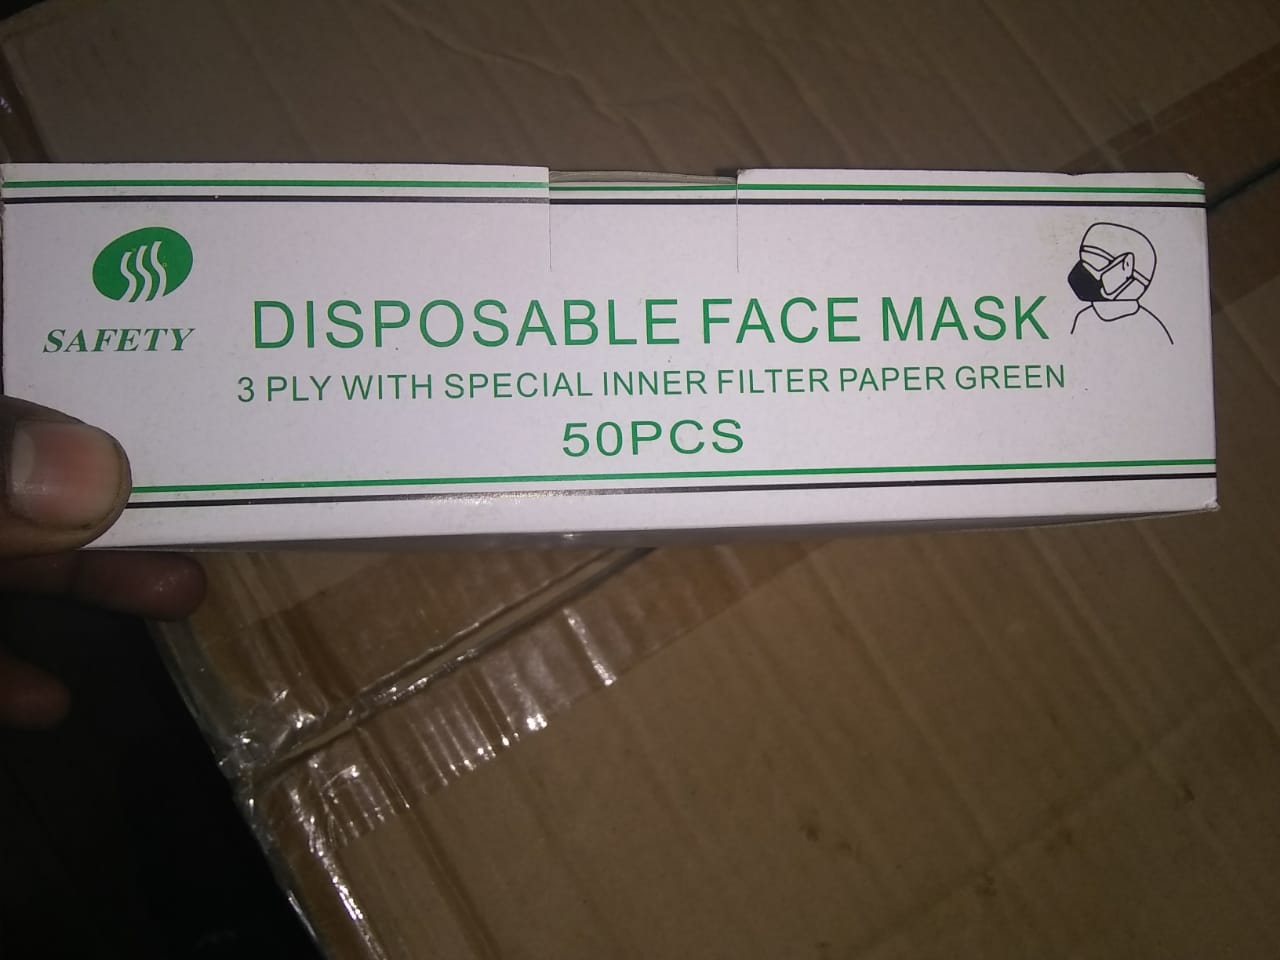 SAFETY
DISPOSABLE FACE MASK
3 PLY WITH SPECIAL INNER FILTER PAPER GREEN
50PCS